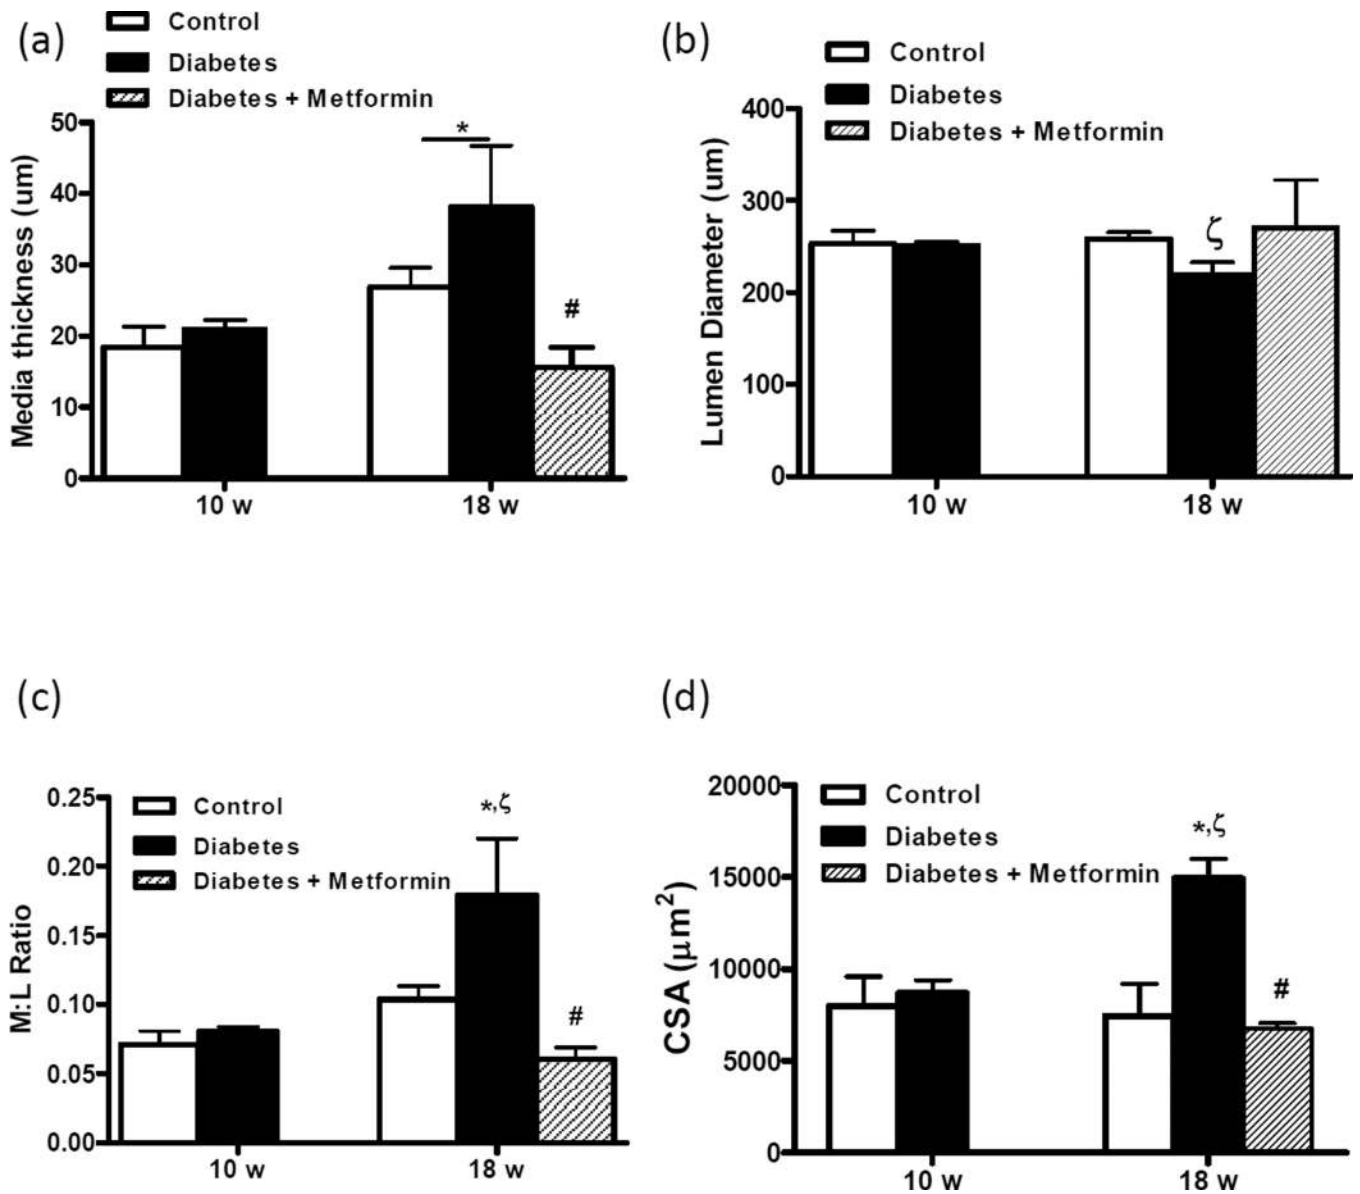 (a)
Control
Diabetes
Diabetes + Metformin
Media thickness (um)
50
40
30
20
10
0
*
#
10 w
18 w
(b)
Control
Diabetes
Diabetes + Metformin
Lumen Diameter (um)
400
300
200
100
0
ζ
10 w
18 w
(c)
Control
Diabetes
Diabetes + Metformin
M:L Ratio
0.25
0.20
0.15
0.10
0.05
0.00
*,ζ
#
10 w
18 w
(d)
Control
Diabetes
Diabetes + Metformin
CSA (μm²)
20000
15000
10000
5000
0
*,ζ
#
10 w
18 w